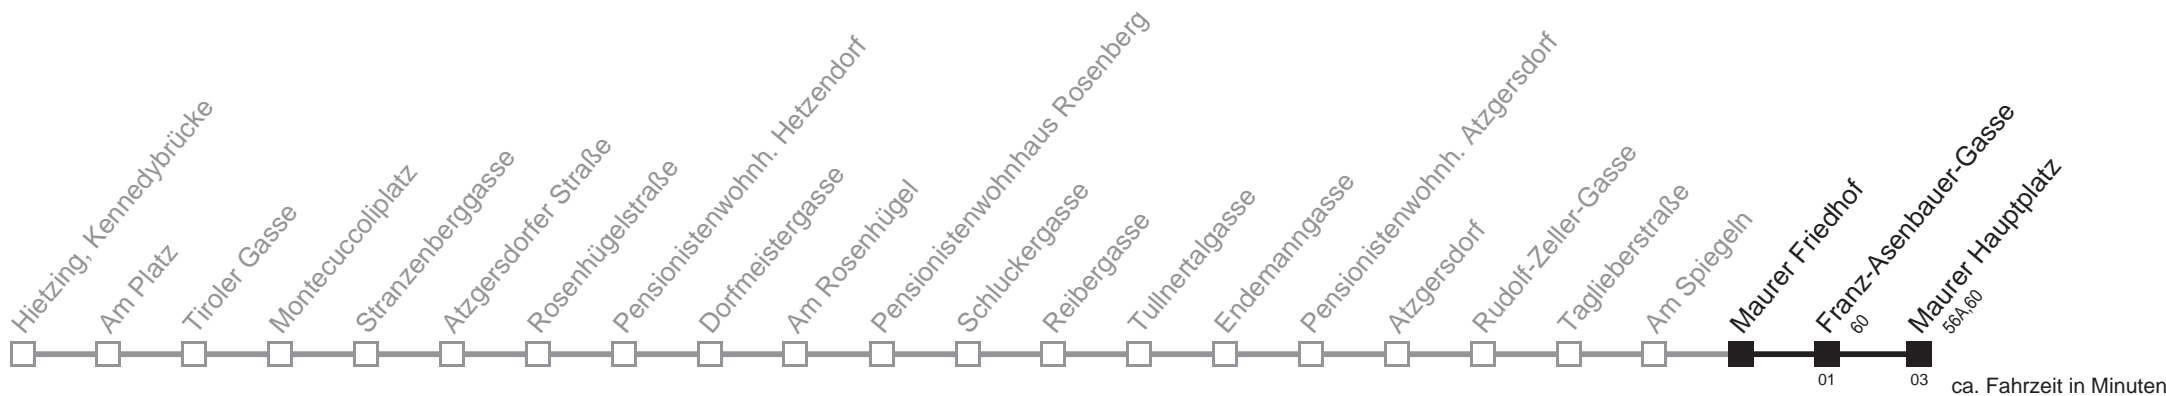 Hietzing, Kennedybrücke
Am Platz
Tiroler Gasse
Montecuccoliplatz
Stranzenberggasse
Atzgersdorfer Straße
Rosenhügelstraße
Pensionistenwohnh. Hetzendorf
Dorfmeistergasse
Am Rosenhügel
Pensionistenwohnhaus Rosenberg
Schluckergasse
Reibergasse
Tullnertalgasse
Endemanngasse
Pensionistenwohnh. Atzgersdorf
Atzgersdorf
Rudolf-Zeller-Gasse
Taglieberstraße
Am Spiegeln
Maurer Friedhof
Franz-Asenbauer-Gasse
60
Maurer Hauptplatz
56A,60
01
03
ca. Fahrzeit in Minuten